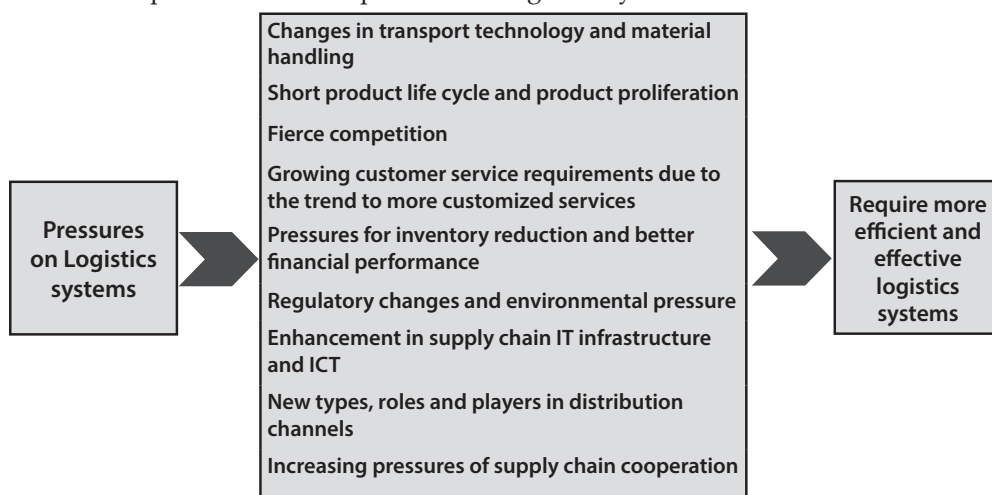 Changes in transport technology and material
handling
Short product life cycle and product proliferation
Fierce competition
Growing customer service requirements due to
the trend to more customized services
Pressures
on Logistics
systems
Pressures for inventory reduction and better
financial performance
Regulatory changes and environmental pressure
Enhancement in supply chain IT infrastructure
and ICT
New types, roles and players in distribution
channels
Increasing pressures of supply chain cooperation
Require more
efficient and
effective
logistics
systems